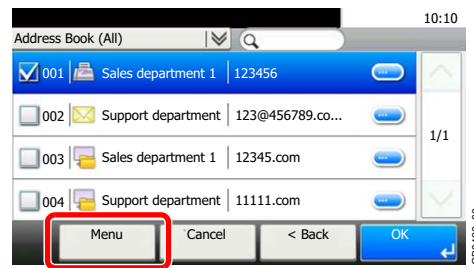 10:10
Address Book (All)
001 Sales department 1 123456
002 Support department 123@456789.co...
1/1
003 Sales department 1 12345.com
004 Support department 11111.com
Menu Cancel < Back OK